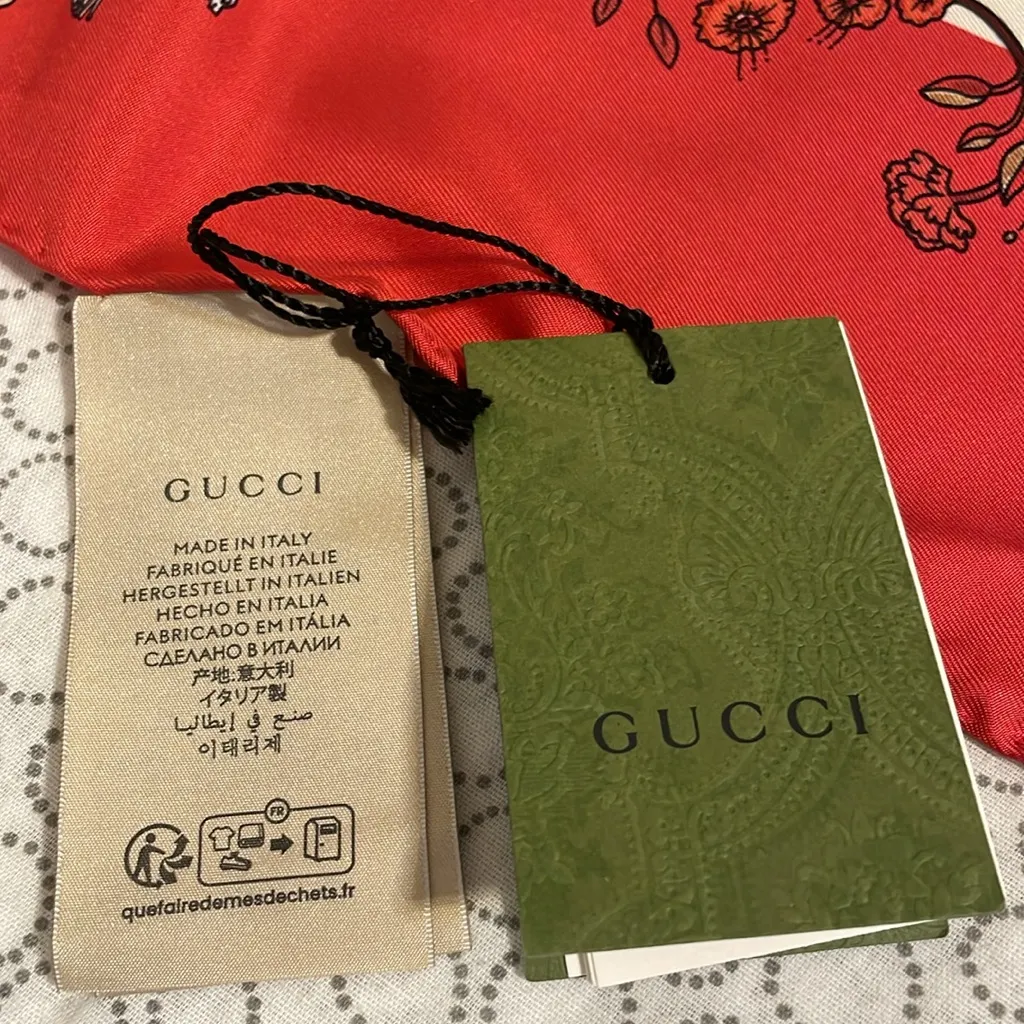 GUCCI
MADE IN ITALY
FABRIQUÉ EN ITALIE
HERGESTELLT IN ITALIEN
HECHO EN ITALIA
FABRICADO EM ITÁLIA
СДЕЛАНО В ИТАЛИИ
产地:意大利
イタリア製
صنع في إيطاليا
이태리제
FR
quefairedemesdechets.fr
GUCCI